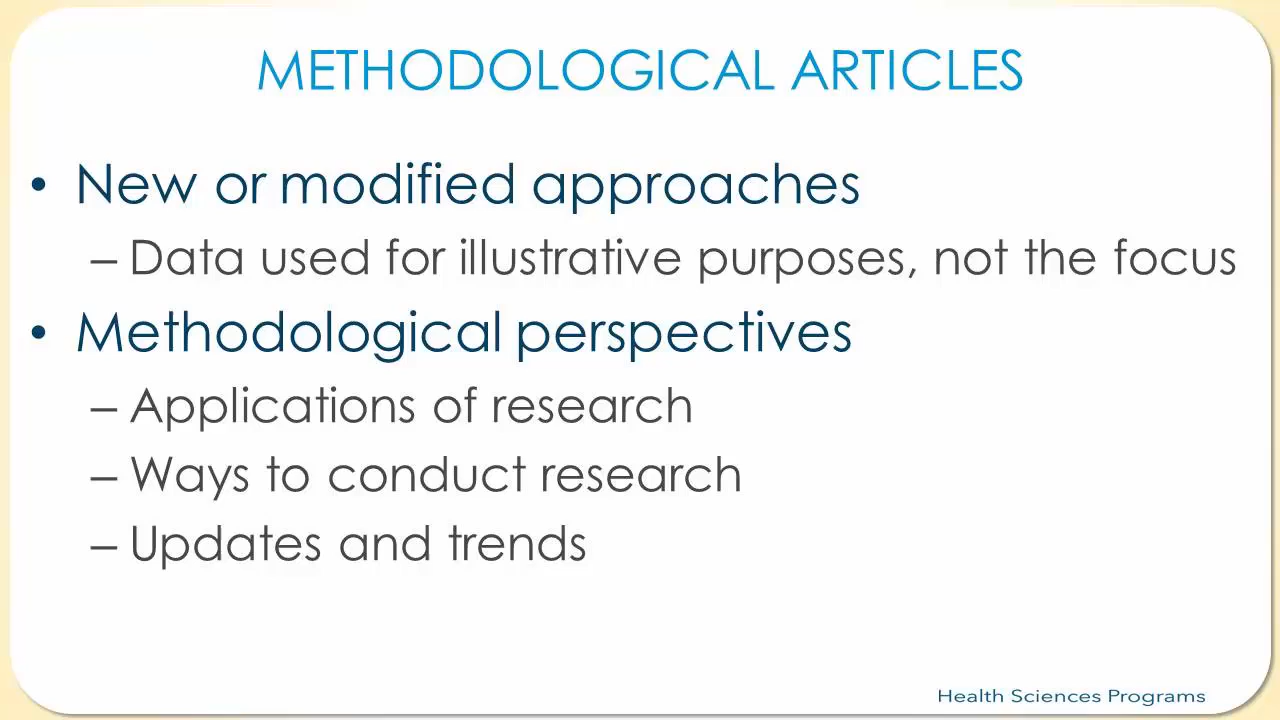 METHODOLOGICAL ARTICLES
• New or modified approaches
– Data used for illustrative purposes, not the focus
• Methodological perspectives
– Applications of research
– Ways to conduct research
– Updates and trends
Health Sciences Programs